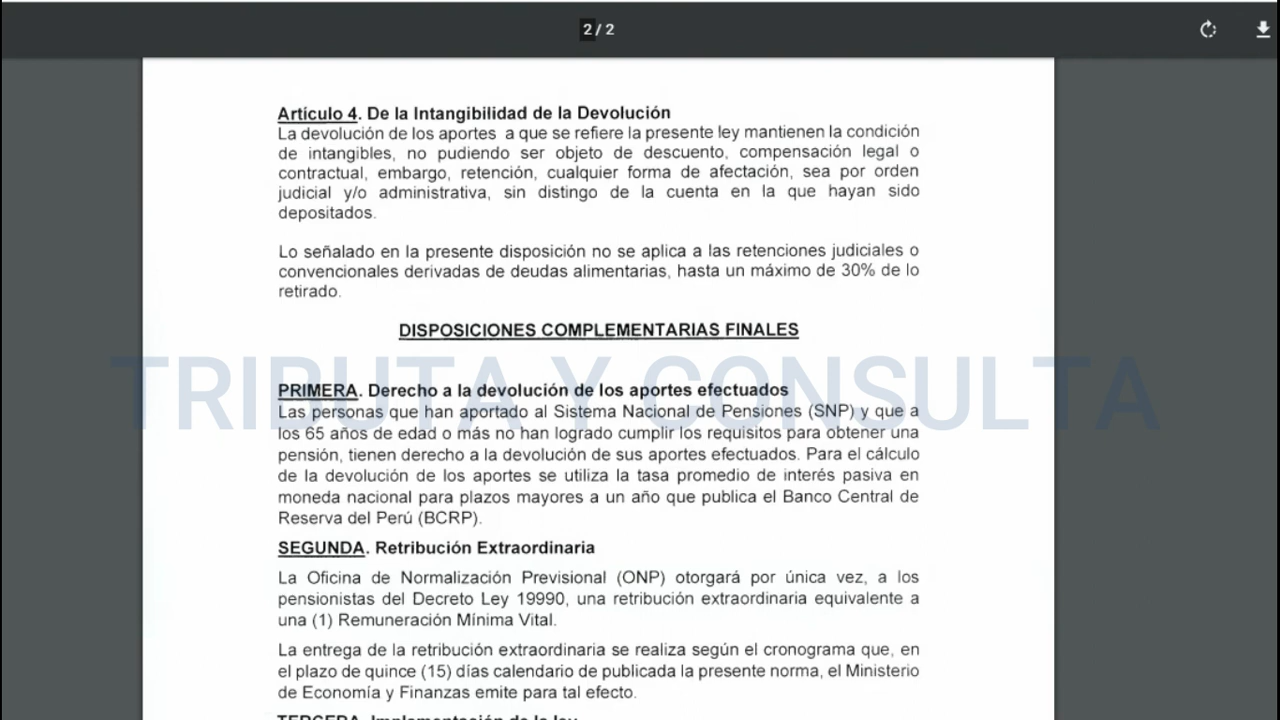 2 / 2
Artículo 4. De la Intangibilidad de la Devolución
La devolución de los aportes a que se refiere la presente ley mantienen la condición
de intangibles, no pudiendo ser objeto de descuento, compensación legal o
contractual, embargo, retención, cualquier forma de afectación, sea por orden
judicial y/o administrativa, sin distingo de la cuenta en la que hayan sido
depositados.
Lo señalado en la presente disposición no se aplica a las retenciones judiciales o
convencionales derivadas de deudas alimentarias, hasta un máximo de 30% de lo
retirado.
DISPOSICIONES COMPLEMENTARIAS FINALES
TRIBUTA Y CONSULTA
PRIMERA. Derecho a la devolución de los aportes efectuados
Las personas que han aportado al Sistema Nacional de Pensiones (SNP) y que a
los 65 años de edad o más no han logrado cumplir los requisitos para obtener una
pensión, tienen derecho a la devolución de sus aportes efectuados. Para el cálculo
de la devolución de los aportes se utiliza la tasa promedio de interés pasiva en
moneda nacional para plazos mayores a un año que publica el Banco Central de
Reserva del Perú (BCRP).
SEGUNDA. Retribución Extraordinaria
La Oficina de Normalización Previsional (ONP) otorgará por única vez, a los
pensionistas del Decreto Ley 19990, una retribución extraordinaria equivalente a
una (1) Remuneración Mínima Vital.
La entrega de la retribución extraordinaria se realiza según el cronograma que, en
el plazo de quince (15) días calendario de publicada la presente norma, el Ministerio
de Economía y Finanzas emite para tal efecto.
TERCERA. Implementación de la ley